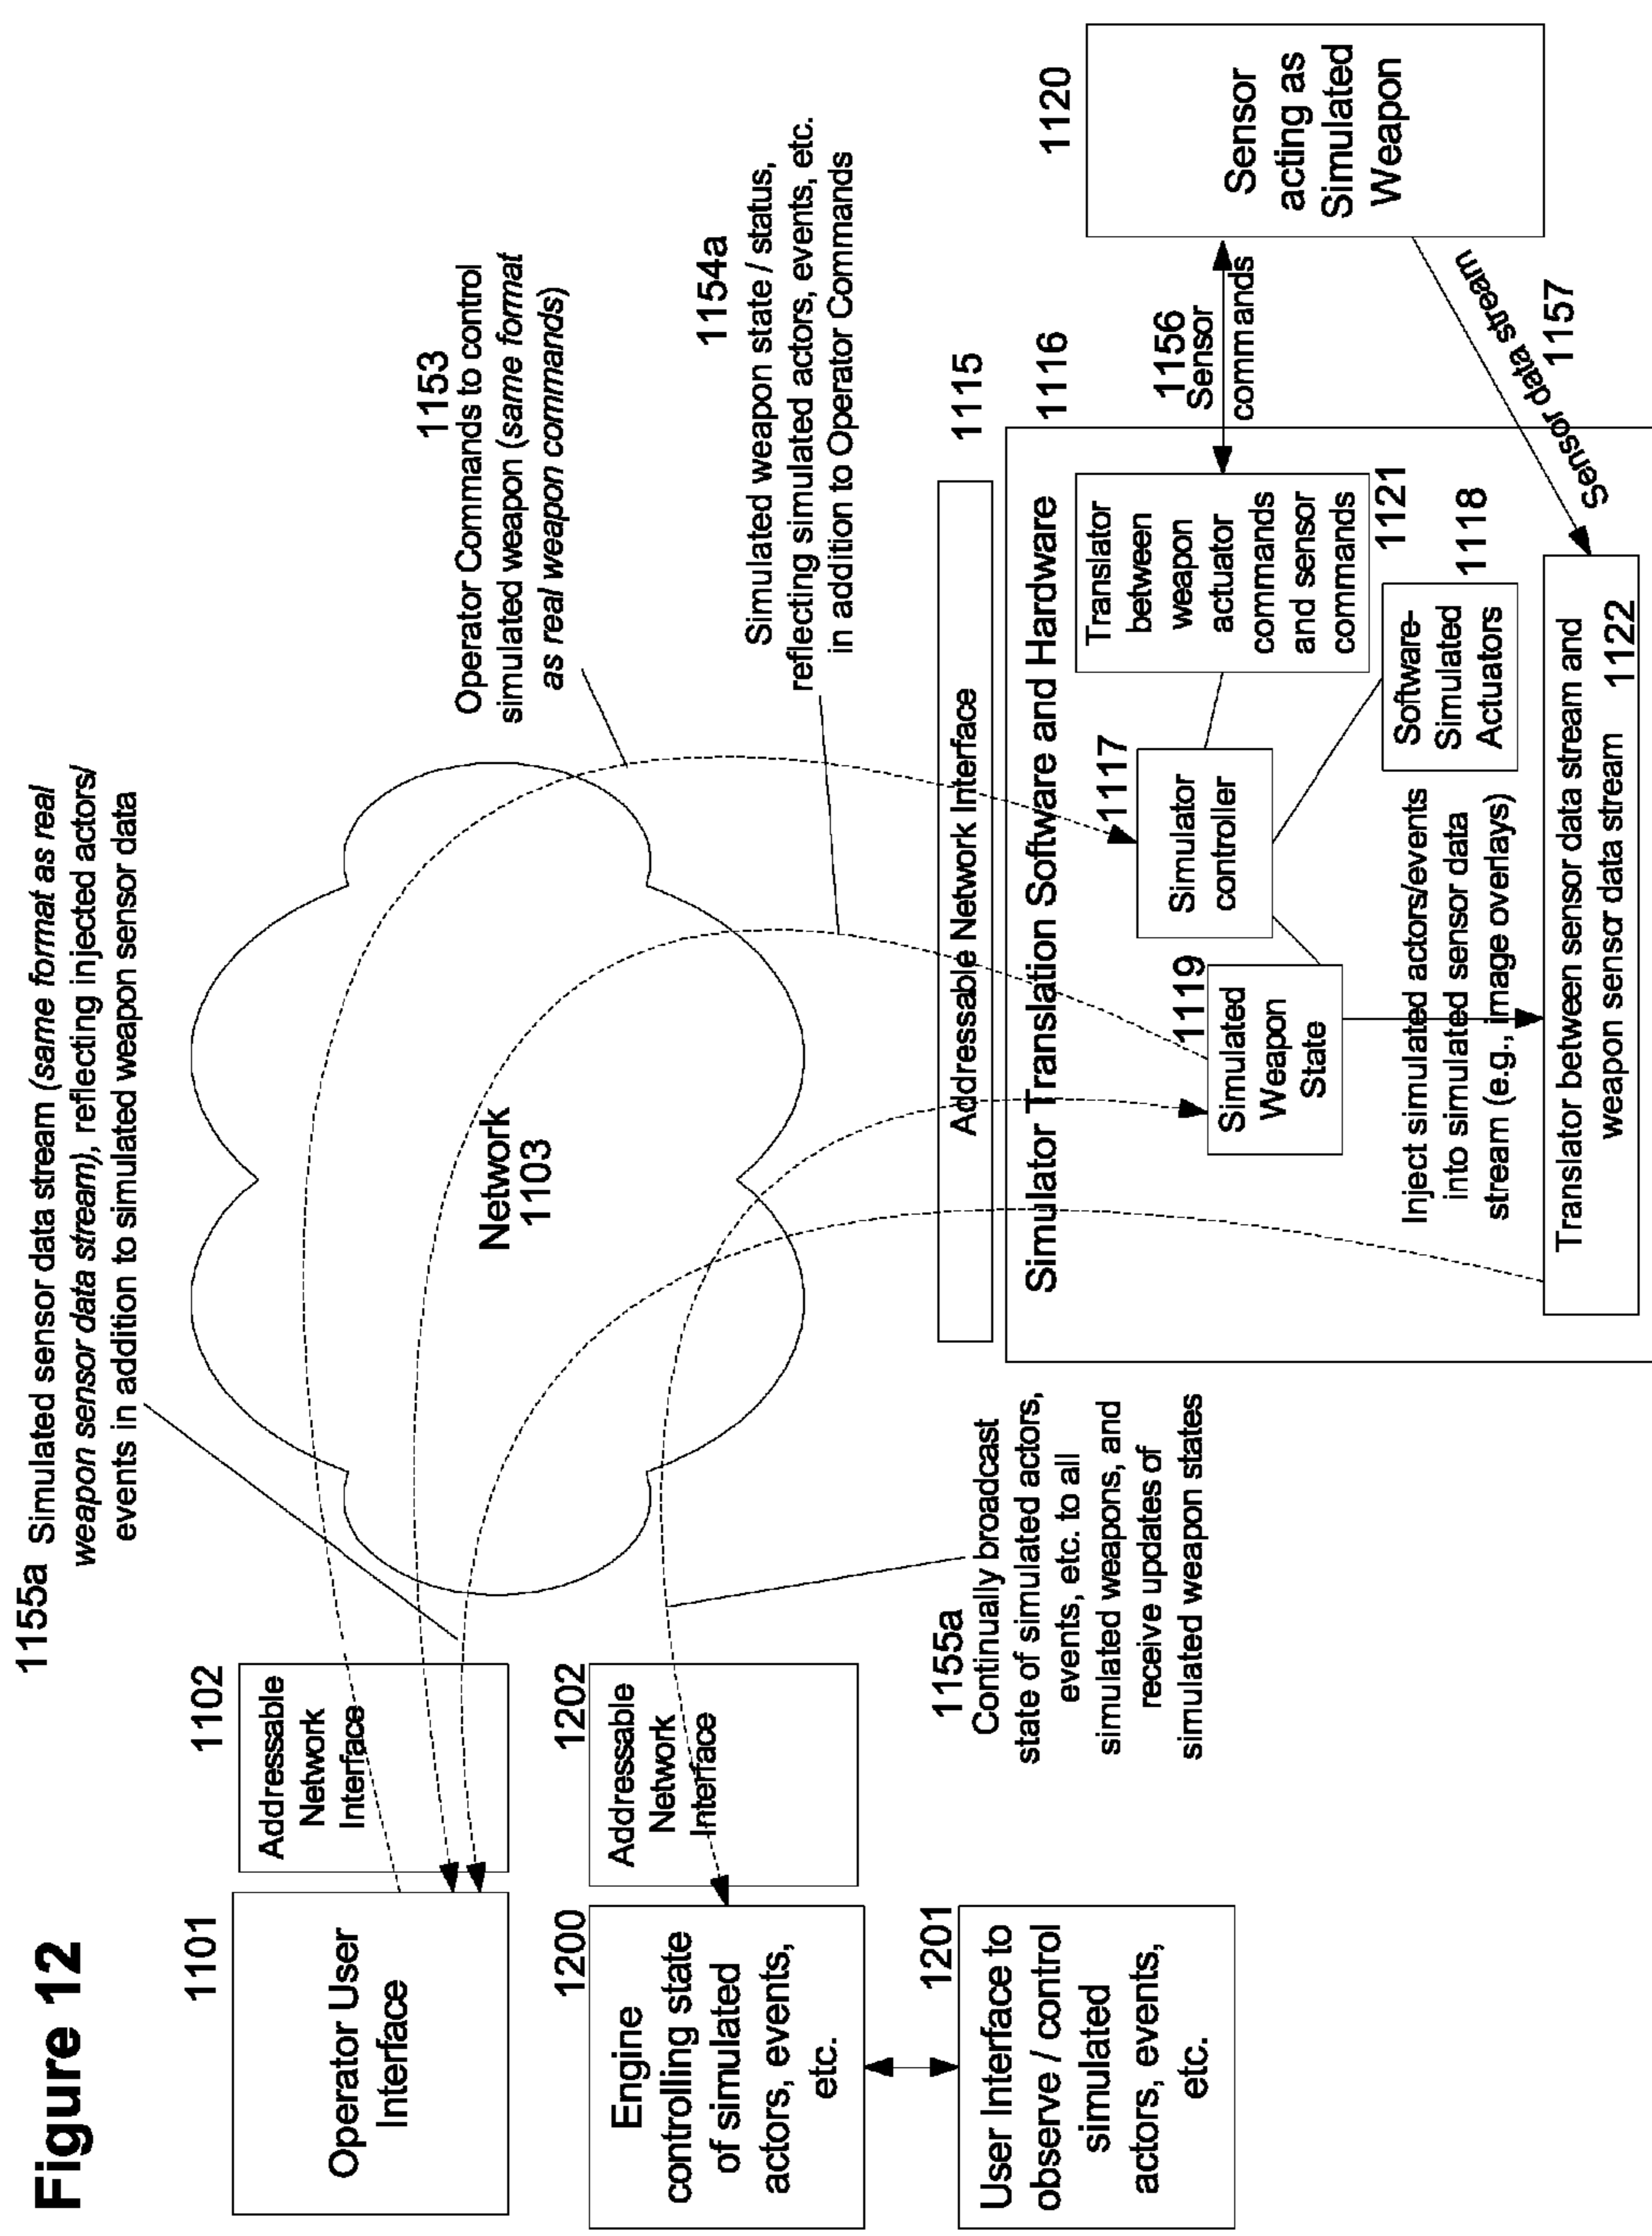 Figure 12
1155a Simulated sensor data stream (same format as real
weapon sensor data stream), reflecting injected actors/
events in addition to simulated weapon sensor data
1101
Operator User
Interface
1102
Addressable
Network
Interface
Network
1103
1153
Operator Commands to control
simulated weapon (same format
as real weapon commands)
1154a
Simulated weapon state / status,
reflecting simulated actors, events, etc.
in addition to Operator Commands
1200
Engine
controlling state
of simulated
actors, events,
etc.
1202
Addressable
Network
Interface
1201
User Interface to
observe / control
simulated
actors, events,
etc.
1155a
Continually broadcast
state of simulated actors,
events, etc. to all
simulated weapons, and
receive updates of
simulated weapon states
Addressable Network Interface
1115
Simulator Translation Software and Hardware
1116
1119
Simulated
Weapon
State
1117
Simulator
controller
Translator
between
weapon
actuator
commands
and sensor
commands
1121
1118
Software-
Simulated
Actuators
Inject simulated actors/events
into simulated sensor data
stream (e.g., image overlays)
Translator between sensor data stream and
weapon sensor data stream 1122
1156
Sensor
commands
1120
Sensor
acting as
Simulated
Weapon
Sensor data stream
1157